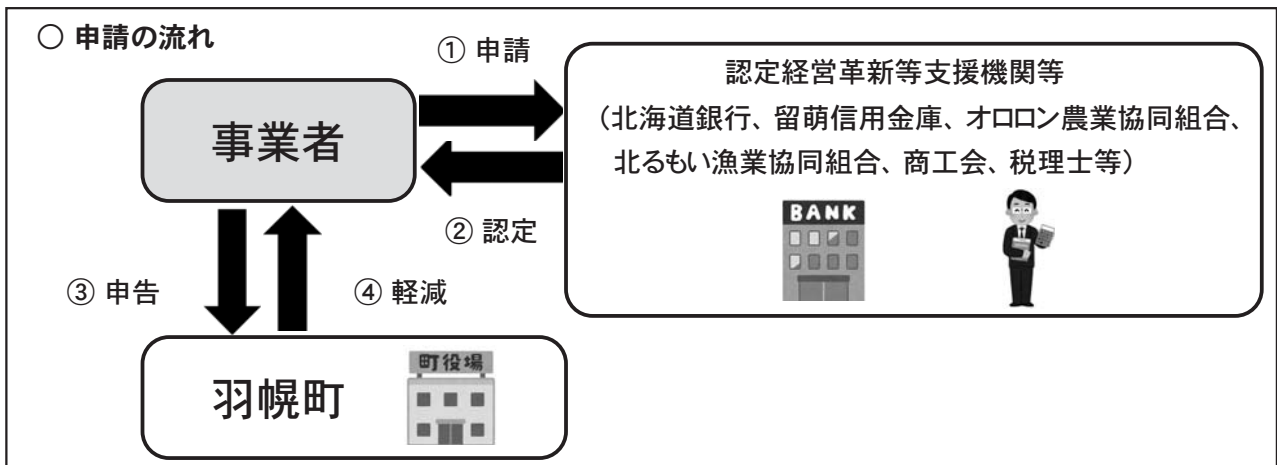 ○ 申請の流れ
① 申請
認定経営革新等支援機関等
（北海道銀行、留萌信用金庫、オロロン農業協同組合、
北るもい漁業協同組合、商工会、税理士等）
事業者
BANK
② 認定
③ 申告
④ 軽減
町役場
羽幌町